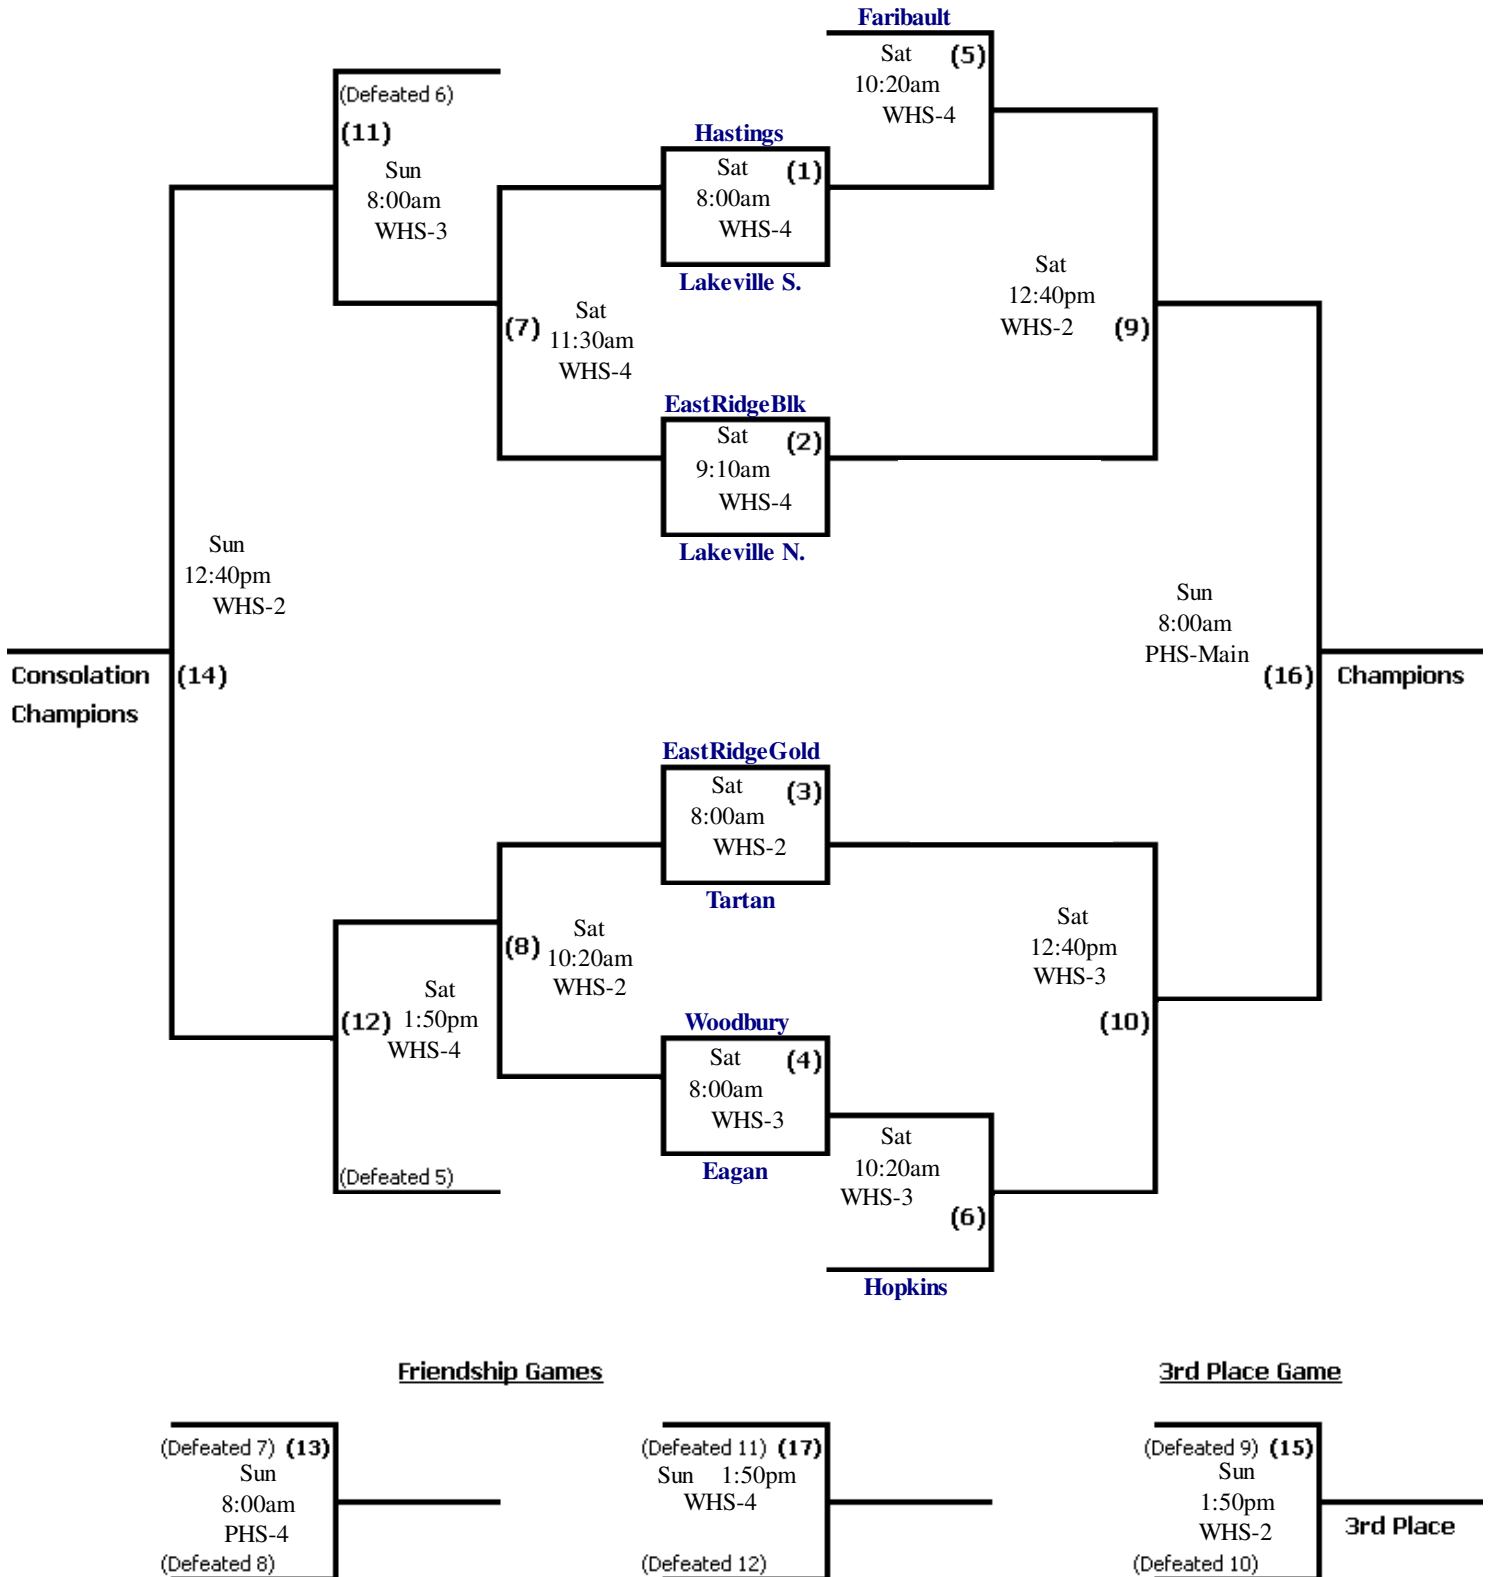 Faribault
Sat (5)
10:20am
WHS-4
(Defeated 6)
(11)
Sun
8:00am
WHS-3
Hastings
Sat (1)
8:00am
WHS-4
Lakeville S.
Sat
12:40pm
WHS-2 (9)
Sat
(7) 11:30am
WHS-4
EastRidgeBlk
Sat (2)
9:10am
WHS-4
Lakeville N.
Sun
12:40pm
WHS-2
Sun
8:00am
PHS-Main
Consolation (14)
Champions
(16) Champions
EastRidgeGold
Sat (3)
8:00am
WHS-2
Tartan
Sat
(8) 10:20am
WHS-2
Sat
12:40pm
WHS-3
(10)
Sat
(12) 1:50pm
WHS-4
Woodbury
Sat (4)
8:00am
WHS-3
Eagan
Sat
10:20am
WHS-3
(6)
(Defeated 5)
Hopkins
Friendship Games
3rd Place Game
(Defeated 7) (13)
Sun
8:00am
PHS-4
(Defeated 8)
(Defeated 11) (17)
Sun 1:50pm
WHS-4
(Defeated 12)
(Defeated 9) (15)
Sun
1:50pm
WHS-2
3rd Place
(Defeated 10)